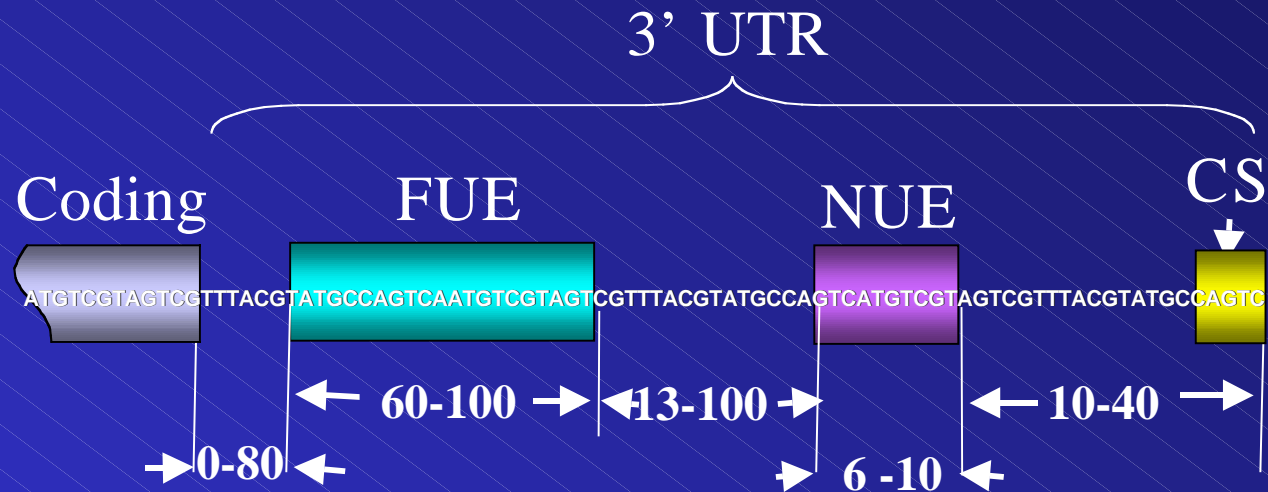 3’ UTR
Coding FUE NUE CS
ATGTCGTAGTCGTTTACGTATGCCAGTCAATGTCGTAGTCGTTTACGTATGCCAGTCATGTCGTAGTCGTTTACGTATGCCAGTC
60-100 13-100 10-40
0-80 6 -10